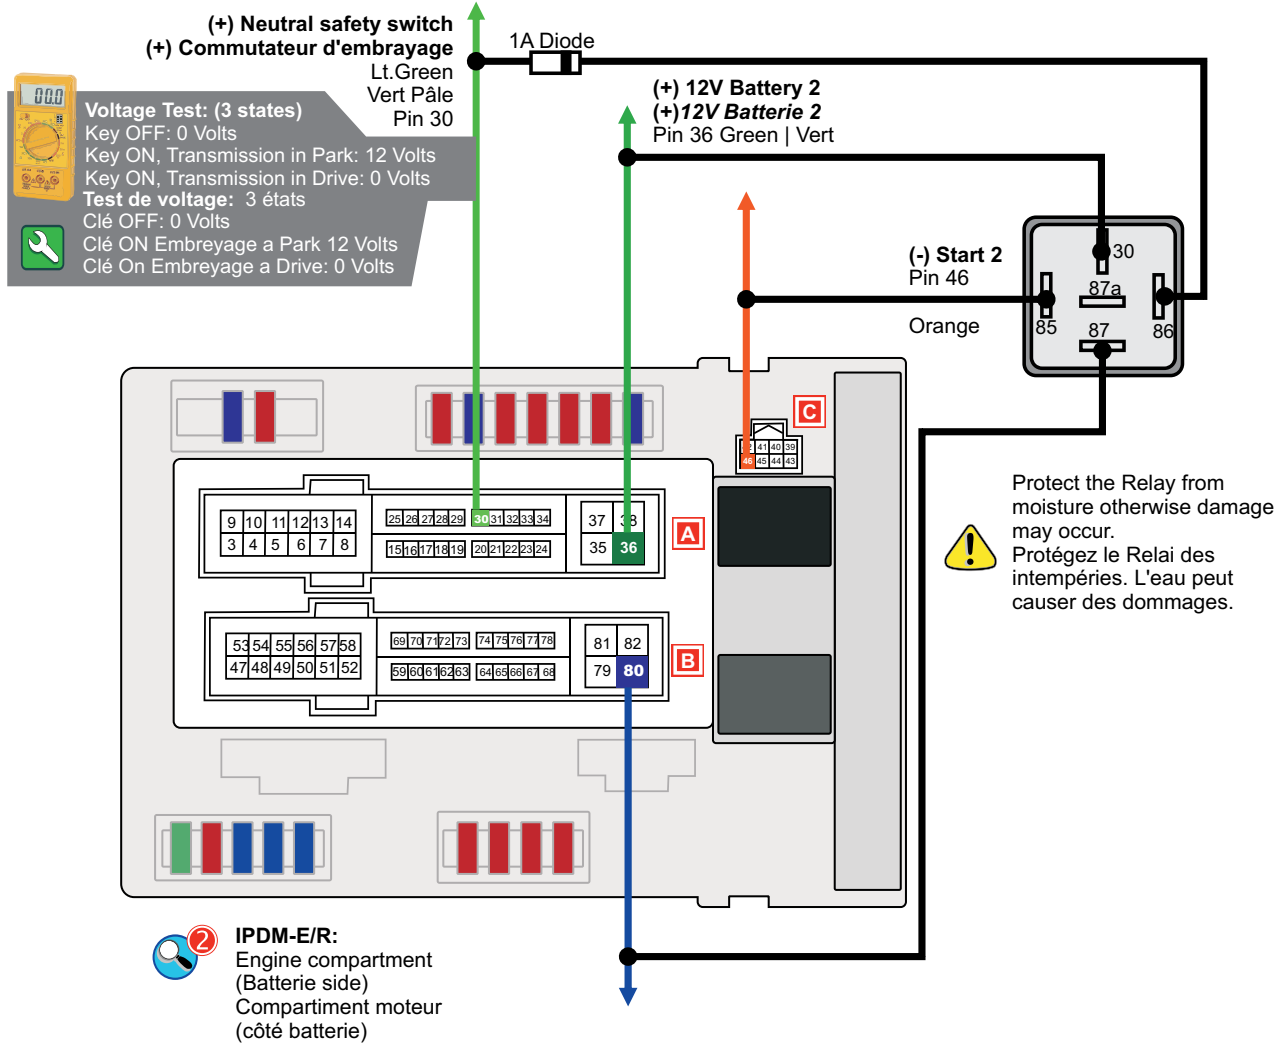 (+) Neutral safety switch
(+) Commutateur d'embrayage
Lt.Green
Vert Pâle
Pin 30
1A Diode
(+) 12V Battery 2
(+)12V Batterie 2
Pin 36 Green | Vert
00.0
Voltage Test: (3 states)
Key OFF: 0 Volts
Key ON, Transmission in Park: 12 Volts
Key ON, Transmission in Drive: 0 Volts
Test de voltage: 3 états
Clé OFF: 0 Volts
Clé ON Embreyage a Park 12 Volts
Clé On Embreyage a Drive: 0 Volts
(-) Start 2
Pin 46
Orange
30
87a
85
87
86
C
41 40 39
46 45 44 43
9 10 11 12 13 14
3 4 5 6 7 8
25 26 27 28 29 30 31 32 33 34
15 16 17 18 19 20 21 22 23 24
37 38
35 36
A
53 54 55 56 57 58
47 48 49 50 51 52
69 70 71 72 73 74 75 76 77 78
59 60 61 62 63 64 65 66 67 68
81 82
79 80
B
Protect the Relay from
moisture otherwise damage
may occur.
Protégez le Relai des
intempéries. L'eau peut
causer des dommages.
2
IPDM-E/R:
Engine compartment
(Batterie side)
Compartiment moteur
(côté batterie)